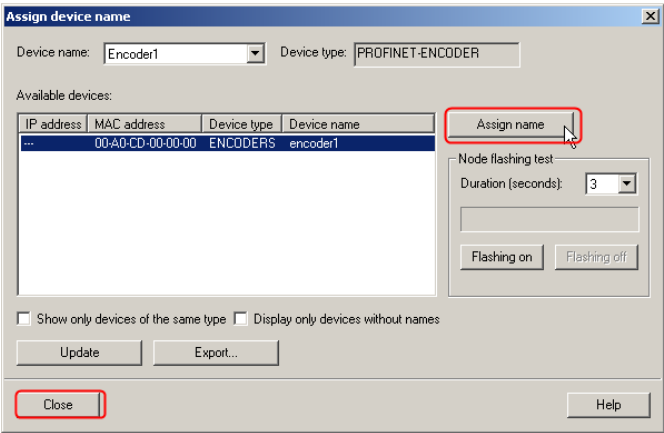 Assign device name
Device name: Encoder1 Device type: PROFINET-ENCODER
Available devices:
IP address MAC address Device type Device name
--- 00-A0-CD-00-00-00 ENCODERS encoder1
Assign name
Node flashing test
Duration (seconds): 3
Flashing on Flashing off
Show only devices of the same type Display only devices without names
Update Export...
Close Help